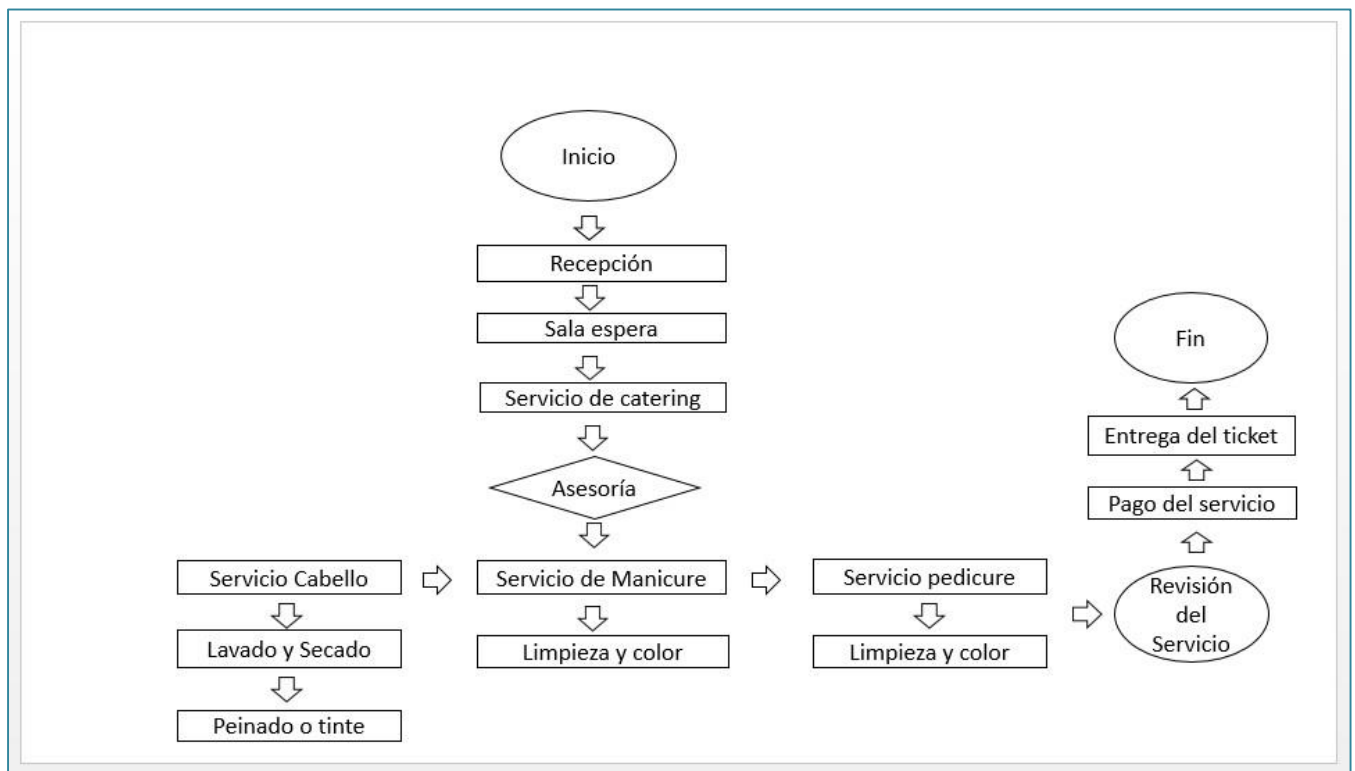 Inicio
Recepción
Sala espera
Servicio de catering
Asesoría
Servicio Cabello
Lavado y Secado
Peinado o tinte
Servicio de Manicure
Limpieza y color
Servicio pedicure
Limpieza y color
Revisión
del
Servicio
Pago del servicio
Entrega del ticket
Fin